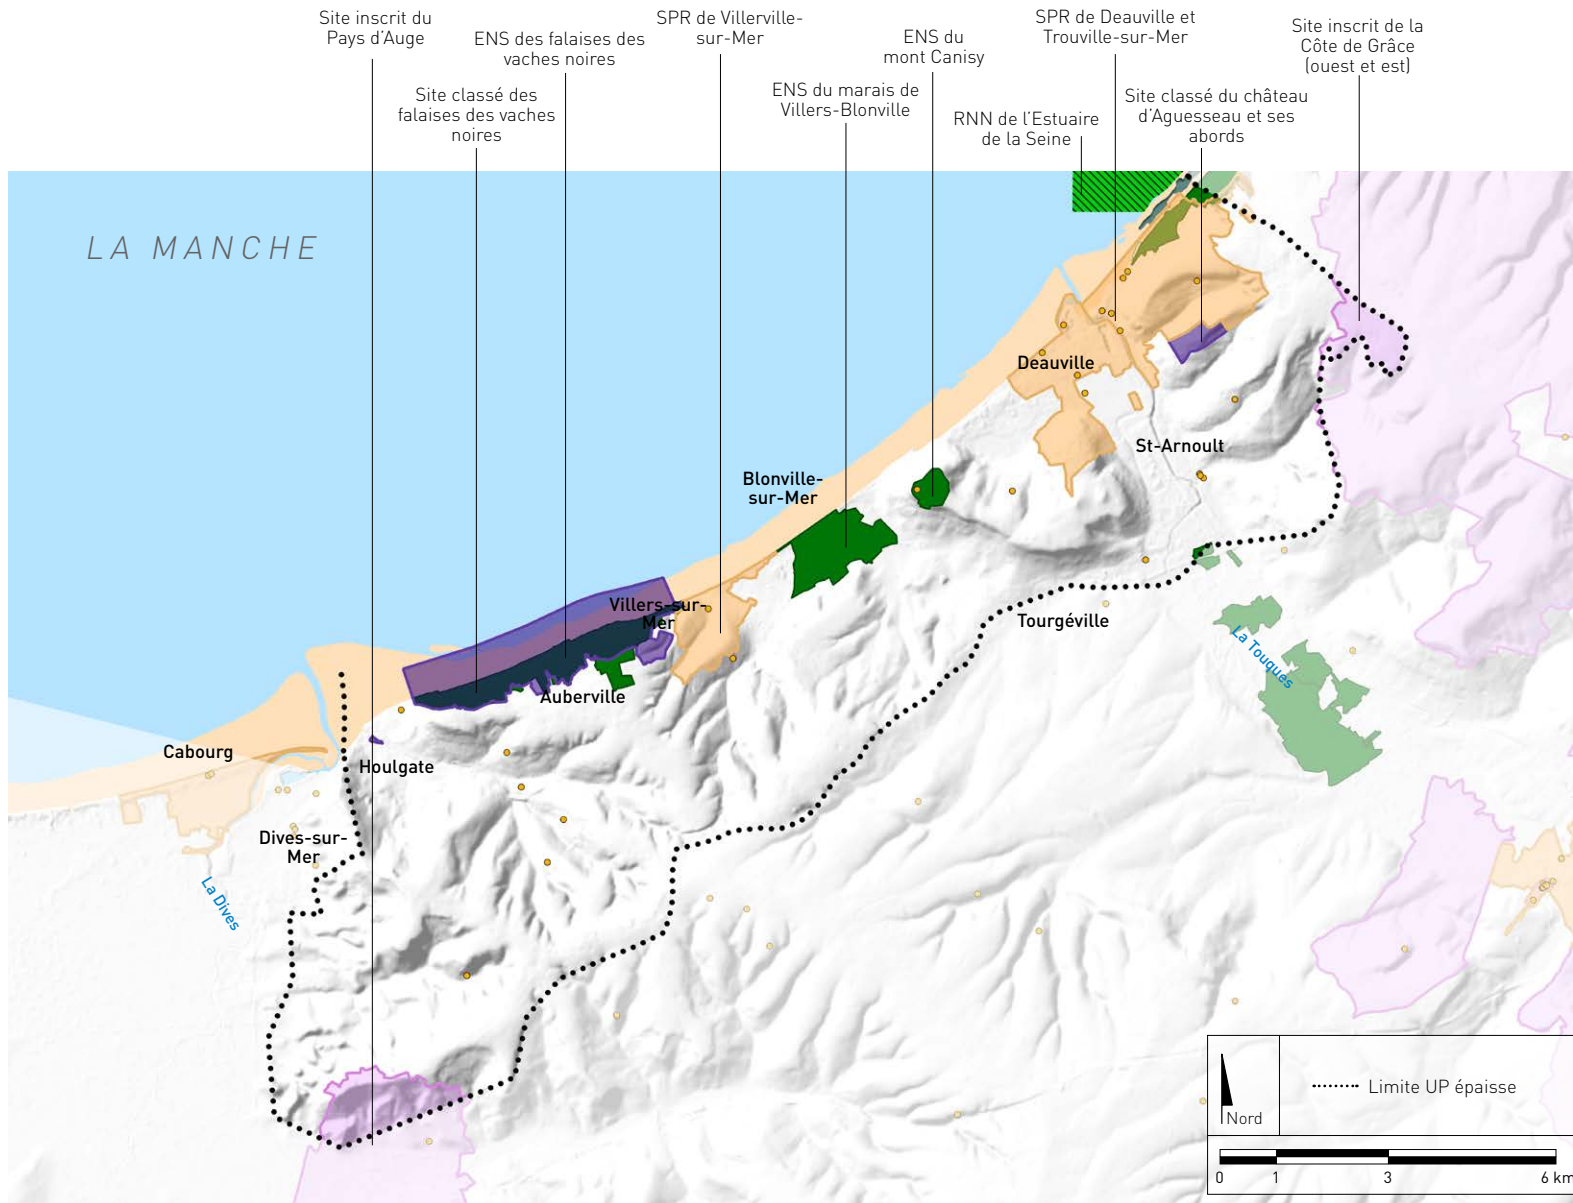 Site inscrit du
Pays d'Auge
ENS des falaises des
vaches noires
Site classé des
falaises des vaches
noires
SPR de Villerville-
sur-Mer
ENS du marais de
Villers-Blonville
ENS du
mont Canisy
RNN de l'Estuaire
de la Seine
SPR de Deauville et
Trouville-sur-Mer
Site classé du château
d'Aguesseau et ses
abords
Site inscrit de la
Côte de Grâce
(ouest et est)
LA MANCHE
Deauville
St-Arnoult
Blonville-
sur-Mer
Villers-sur-
Mer
Tourgéville
La Touques
Auberville
Cabourg
Houlgate
Dives-sur-
Mer
La Dives
Nord
Limite UP épaisse
0 1 3 6 km